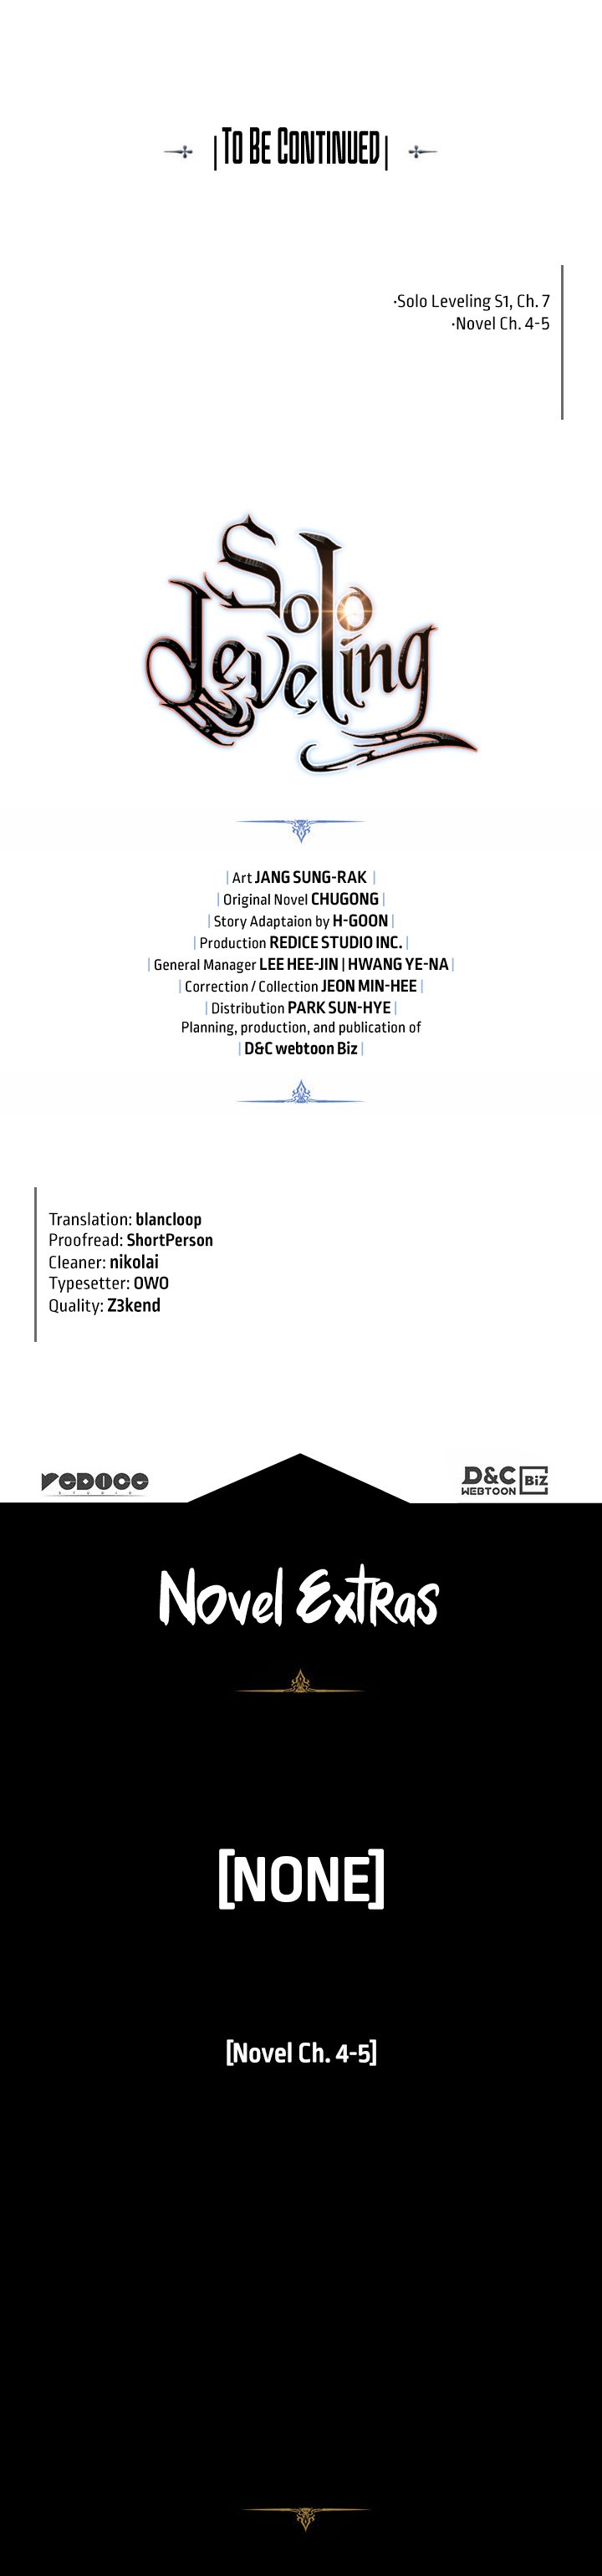 |To Be Continued|
·Solo Leveling S1, Ch. 7
·Novel Ch. 4-5
Solo
Leveling
| Art JANG SUNG-RAK |
| Original Novel CHUGONG |
| Story Adaptaion by H-GOON |
| Production REDICE STUDIO INC. |
| General Manager LEE HEE-JIN | HWANG YE-NA |
| Correction / Collection JEON MIN-HEE |
| Distribution PARK SUN-HYE |
Planning, production, and publication of
| D&C webtoon Biz |
Translation: blancloop
Proofread: ShortPerson
Cleaner: nikolai
Typesetter: OWO
Quality: Z3kend
REDICE
STUDIO
D&C
WEBTOON
BiZ
Novel Extras
[NONE]
[Novel Ch. 4-5]